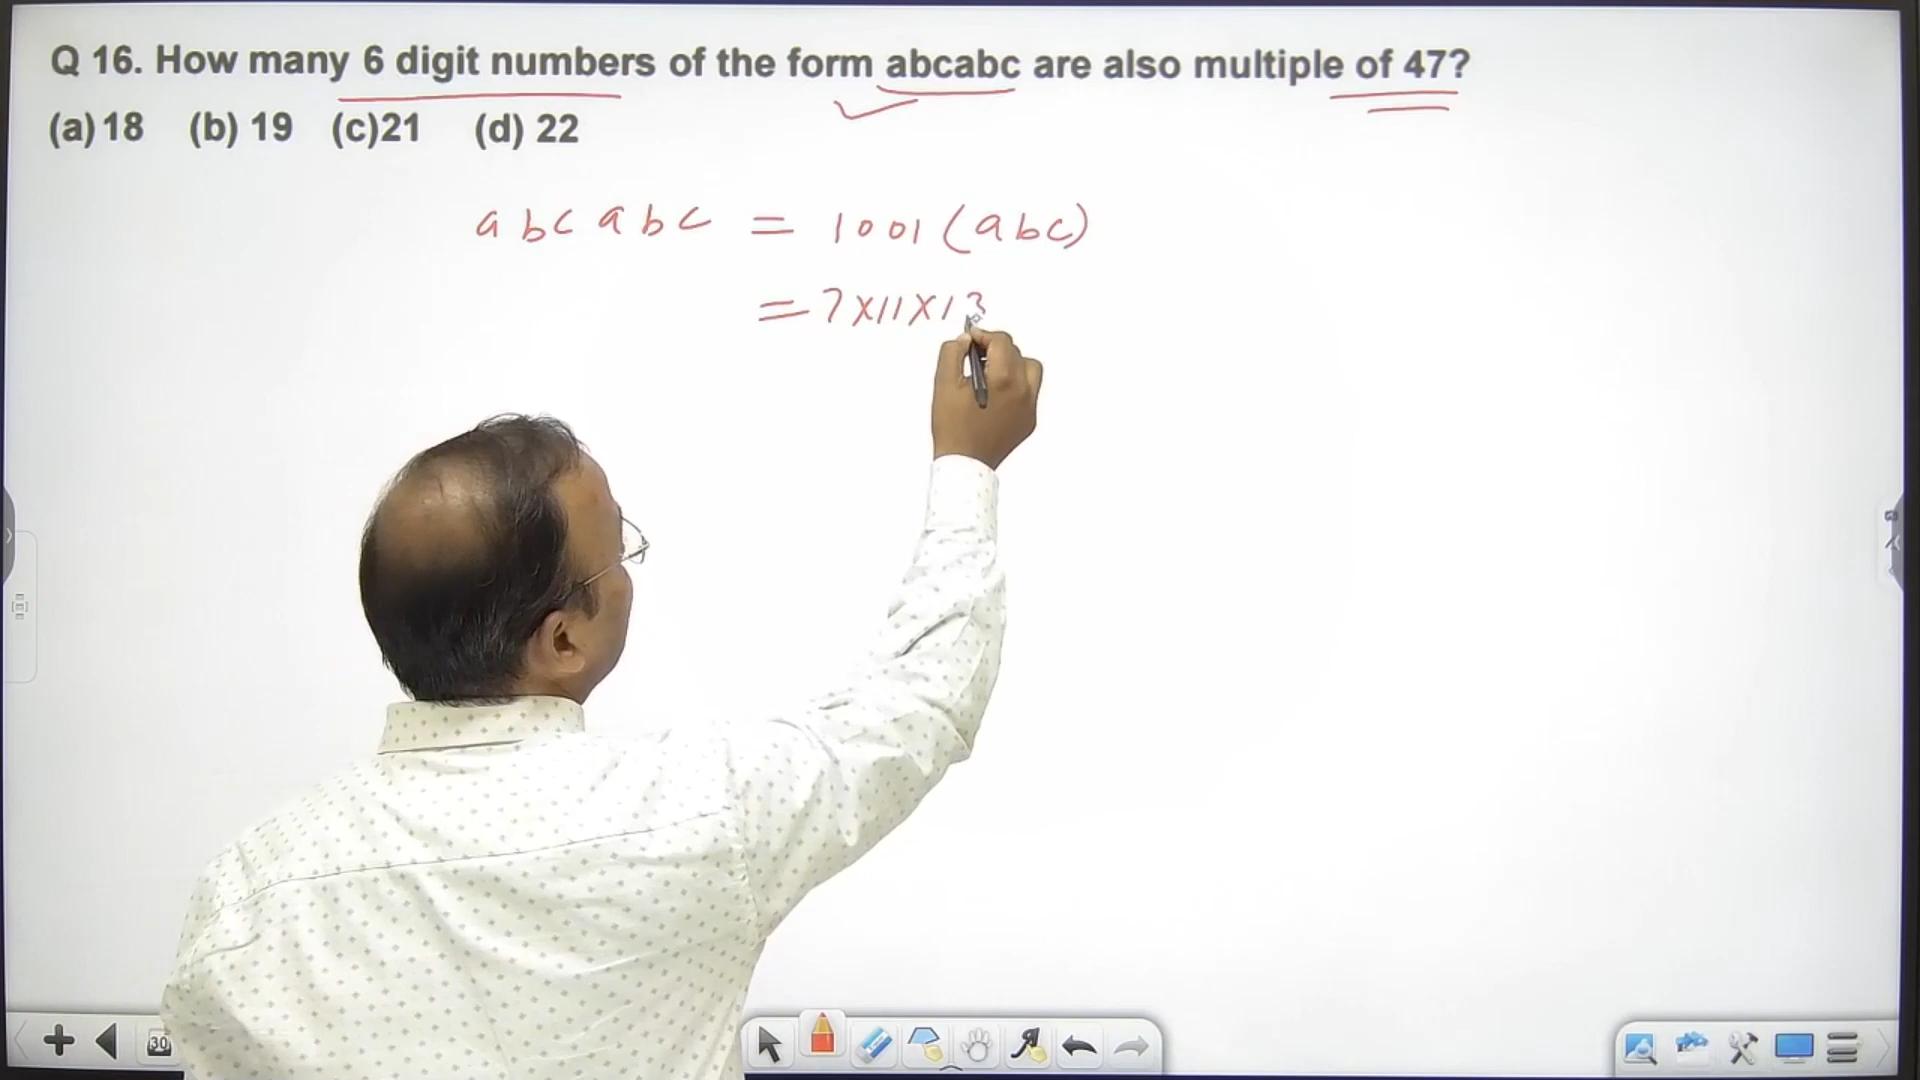 Q 16. How many 6 digit numbers of the form abcabc are also multiple of 47?
(a) 18 (b) 19 (c)21 (d) 22
abcabc = 1001 (abc)
= 7×11×13
30